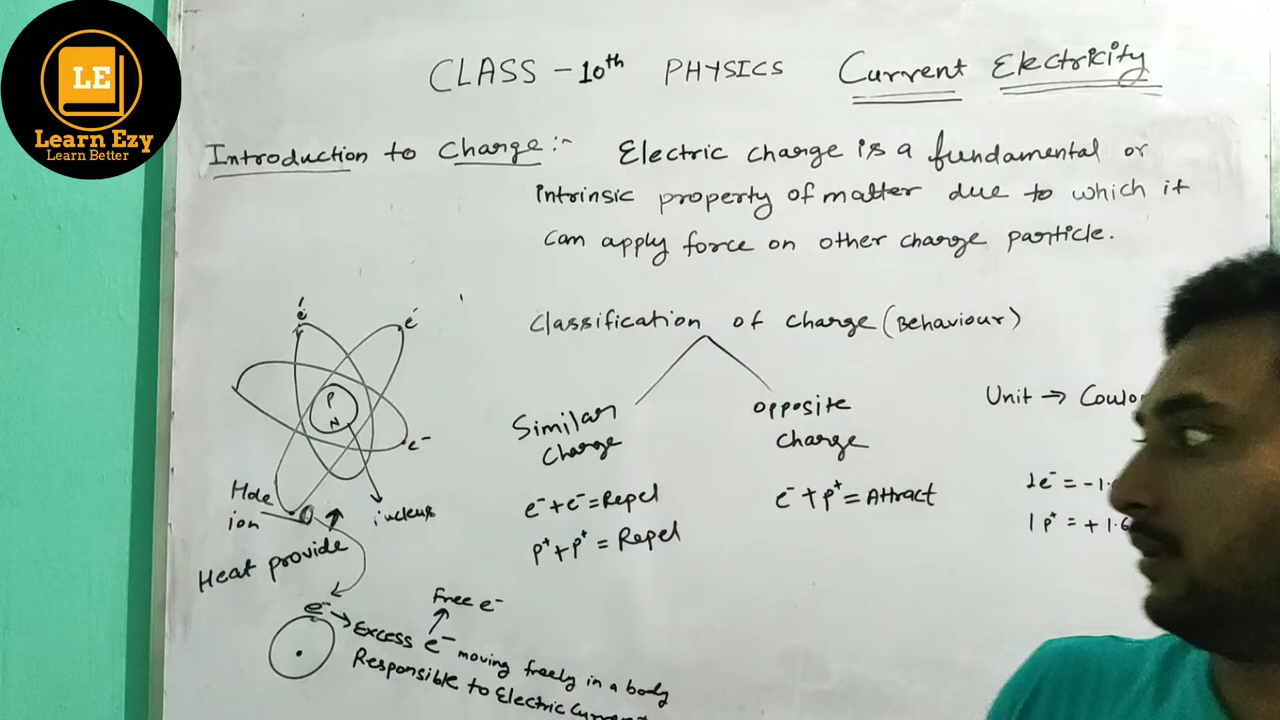 LE
Learn Ezy
Learn Better
CLASS - 10th PHYSICS Current Electricity
Introduction to Charge :- Electric charge is a fundamental or
intrinsic property of matter due to which it
can apply force on other charge particle.
Classification of charge (Behaviour)
Similar
Charge
e- + e- = Repel
p+ + p+ = Repel
opposite
charge
e- + p+ = Attract
Unit →
1e- = -1.
1 p+ = +1.6
e-
e-
e-
P
N
Hole
ion
Heat provide
e- → Excess e- moving freely in a body
Free e-
Responsible to Electric Current